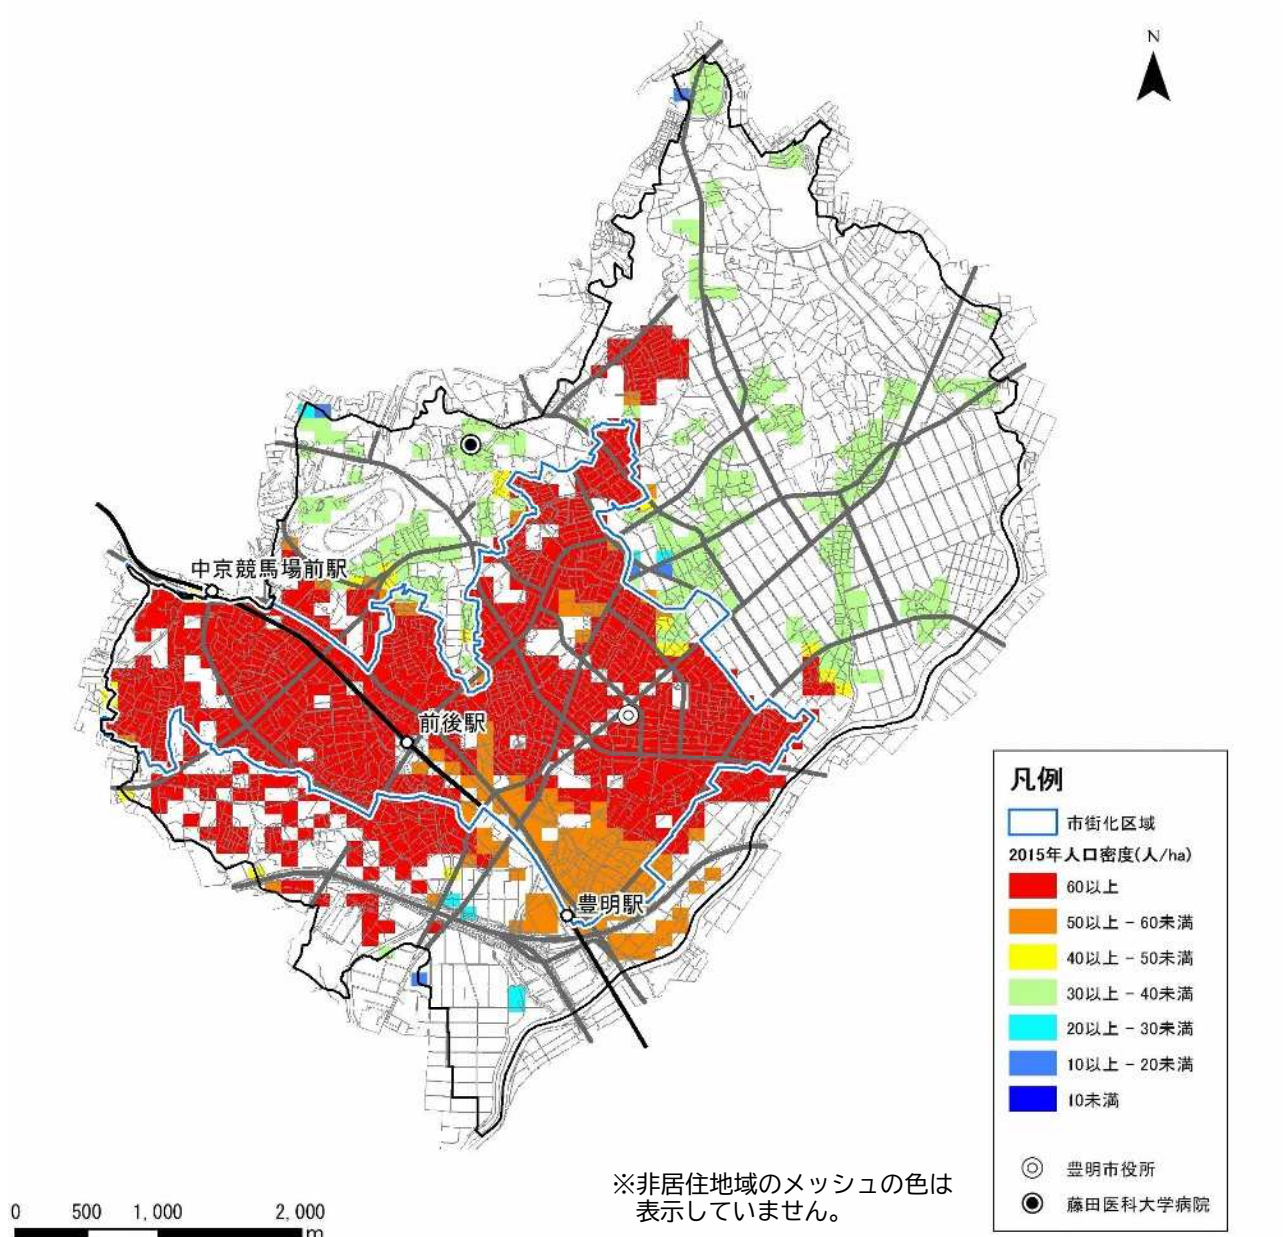 N
中京競馬場前駅
前後駅
豊明駅
凡例
市街化区域
2015年人口密度(人/ha)
60以上
50以上 - 60未満
40以上 - 50未満
30以上 - 40未満
20以上 - 30未満
10以上 - 20未満
10未満
豊明市役所
藤田医科大学病院
※非居住地域のメッシュの色は
表示していません。
0 500 1,000 2,000
m